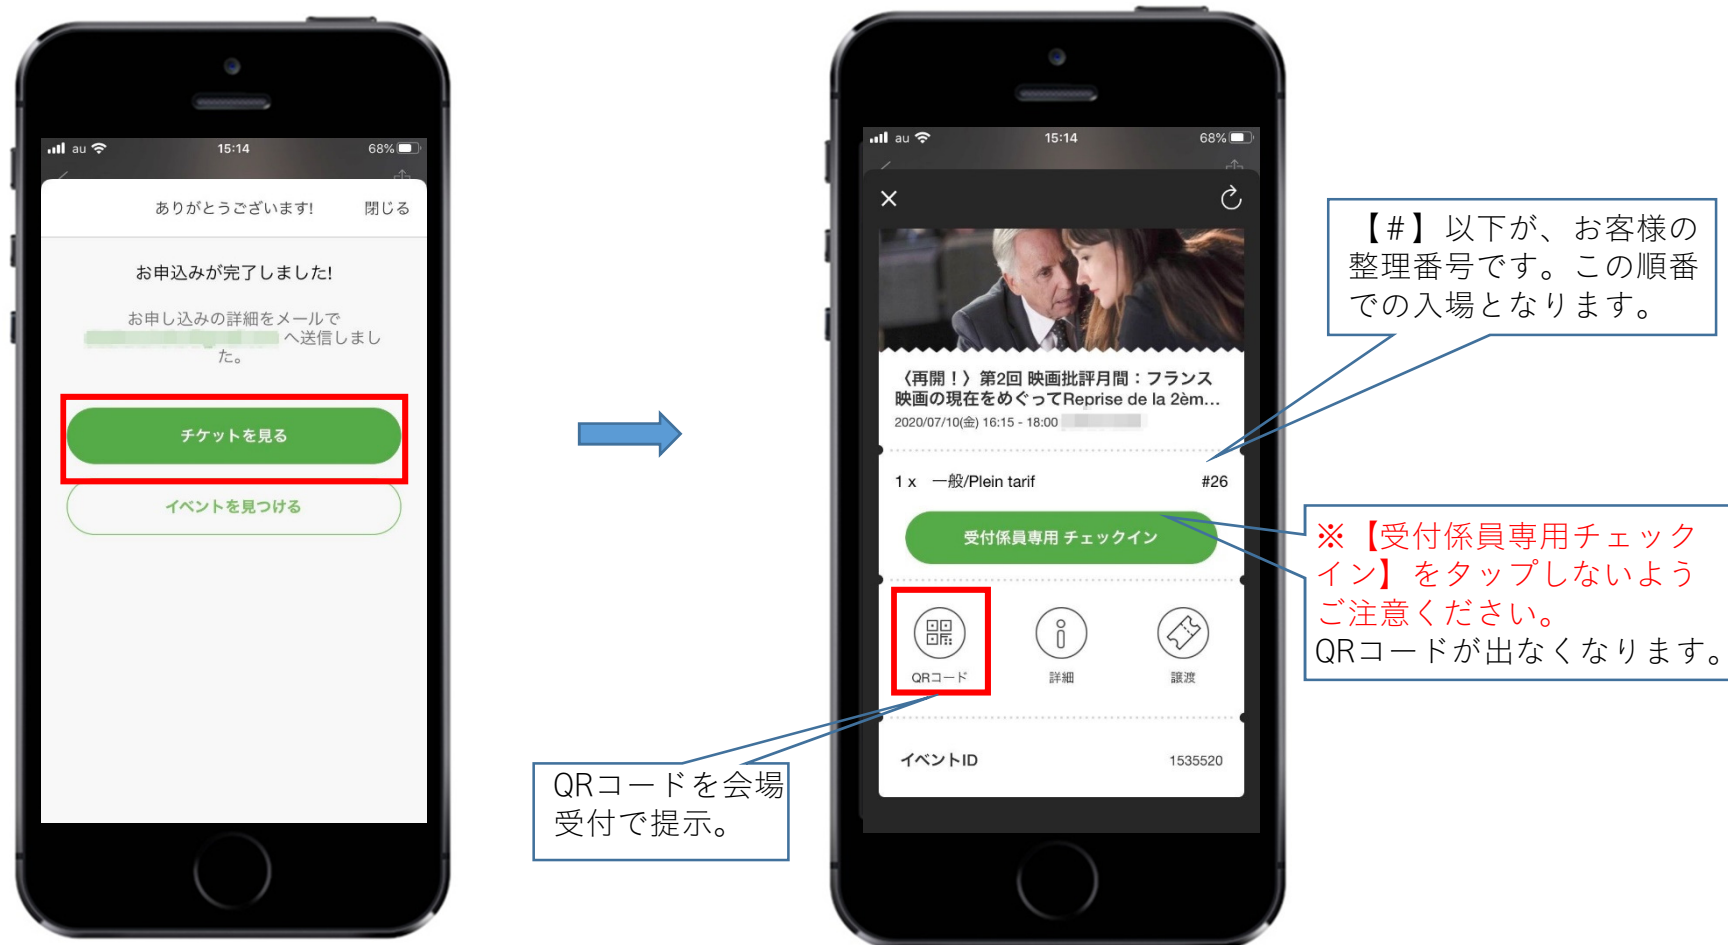 au
15:14
68%
ありがとうございます!
閉じる
お申込みが完了しました!
お申し込みの詳細をメールで
へ送信しまし
た。
チケットを見る
イベントを見つける
au
15:14
68%
〈再開！〉第2回 映画批評月間：フランス
映画の現在をめぐってReprise de la 2èm...
2020/07/10(金) 16:15 - 18:00
1 x 一般/Plein tarif
#26
受付係員専用 チェックイン
QRコード
詳細
譲渡
イベントID
1535520
【＃】以下が、お客様の
整理番号です。この順番
での入場となります。
※【受付係員専用チェック
イン】をタップしないよう
ご注意ください。
QRコードが出なくなります。
QRコードを会場
受付で提示。